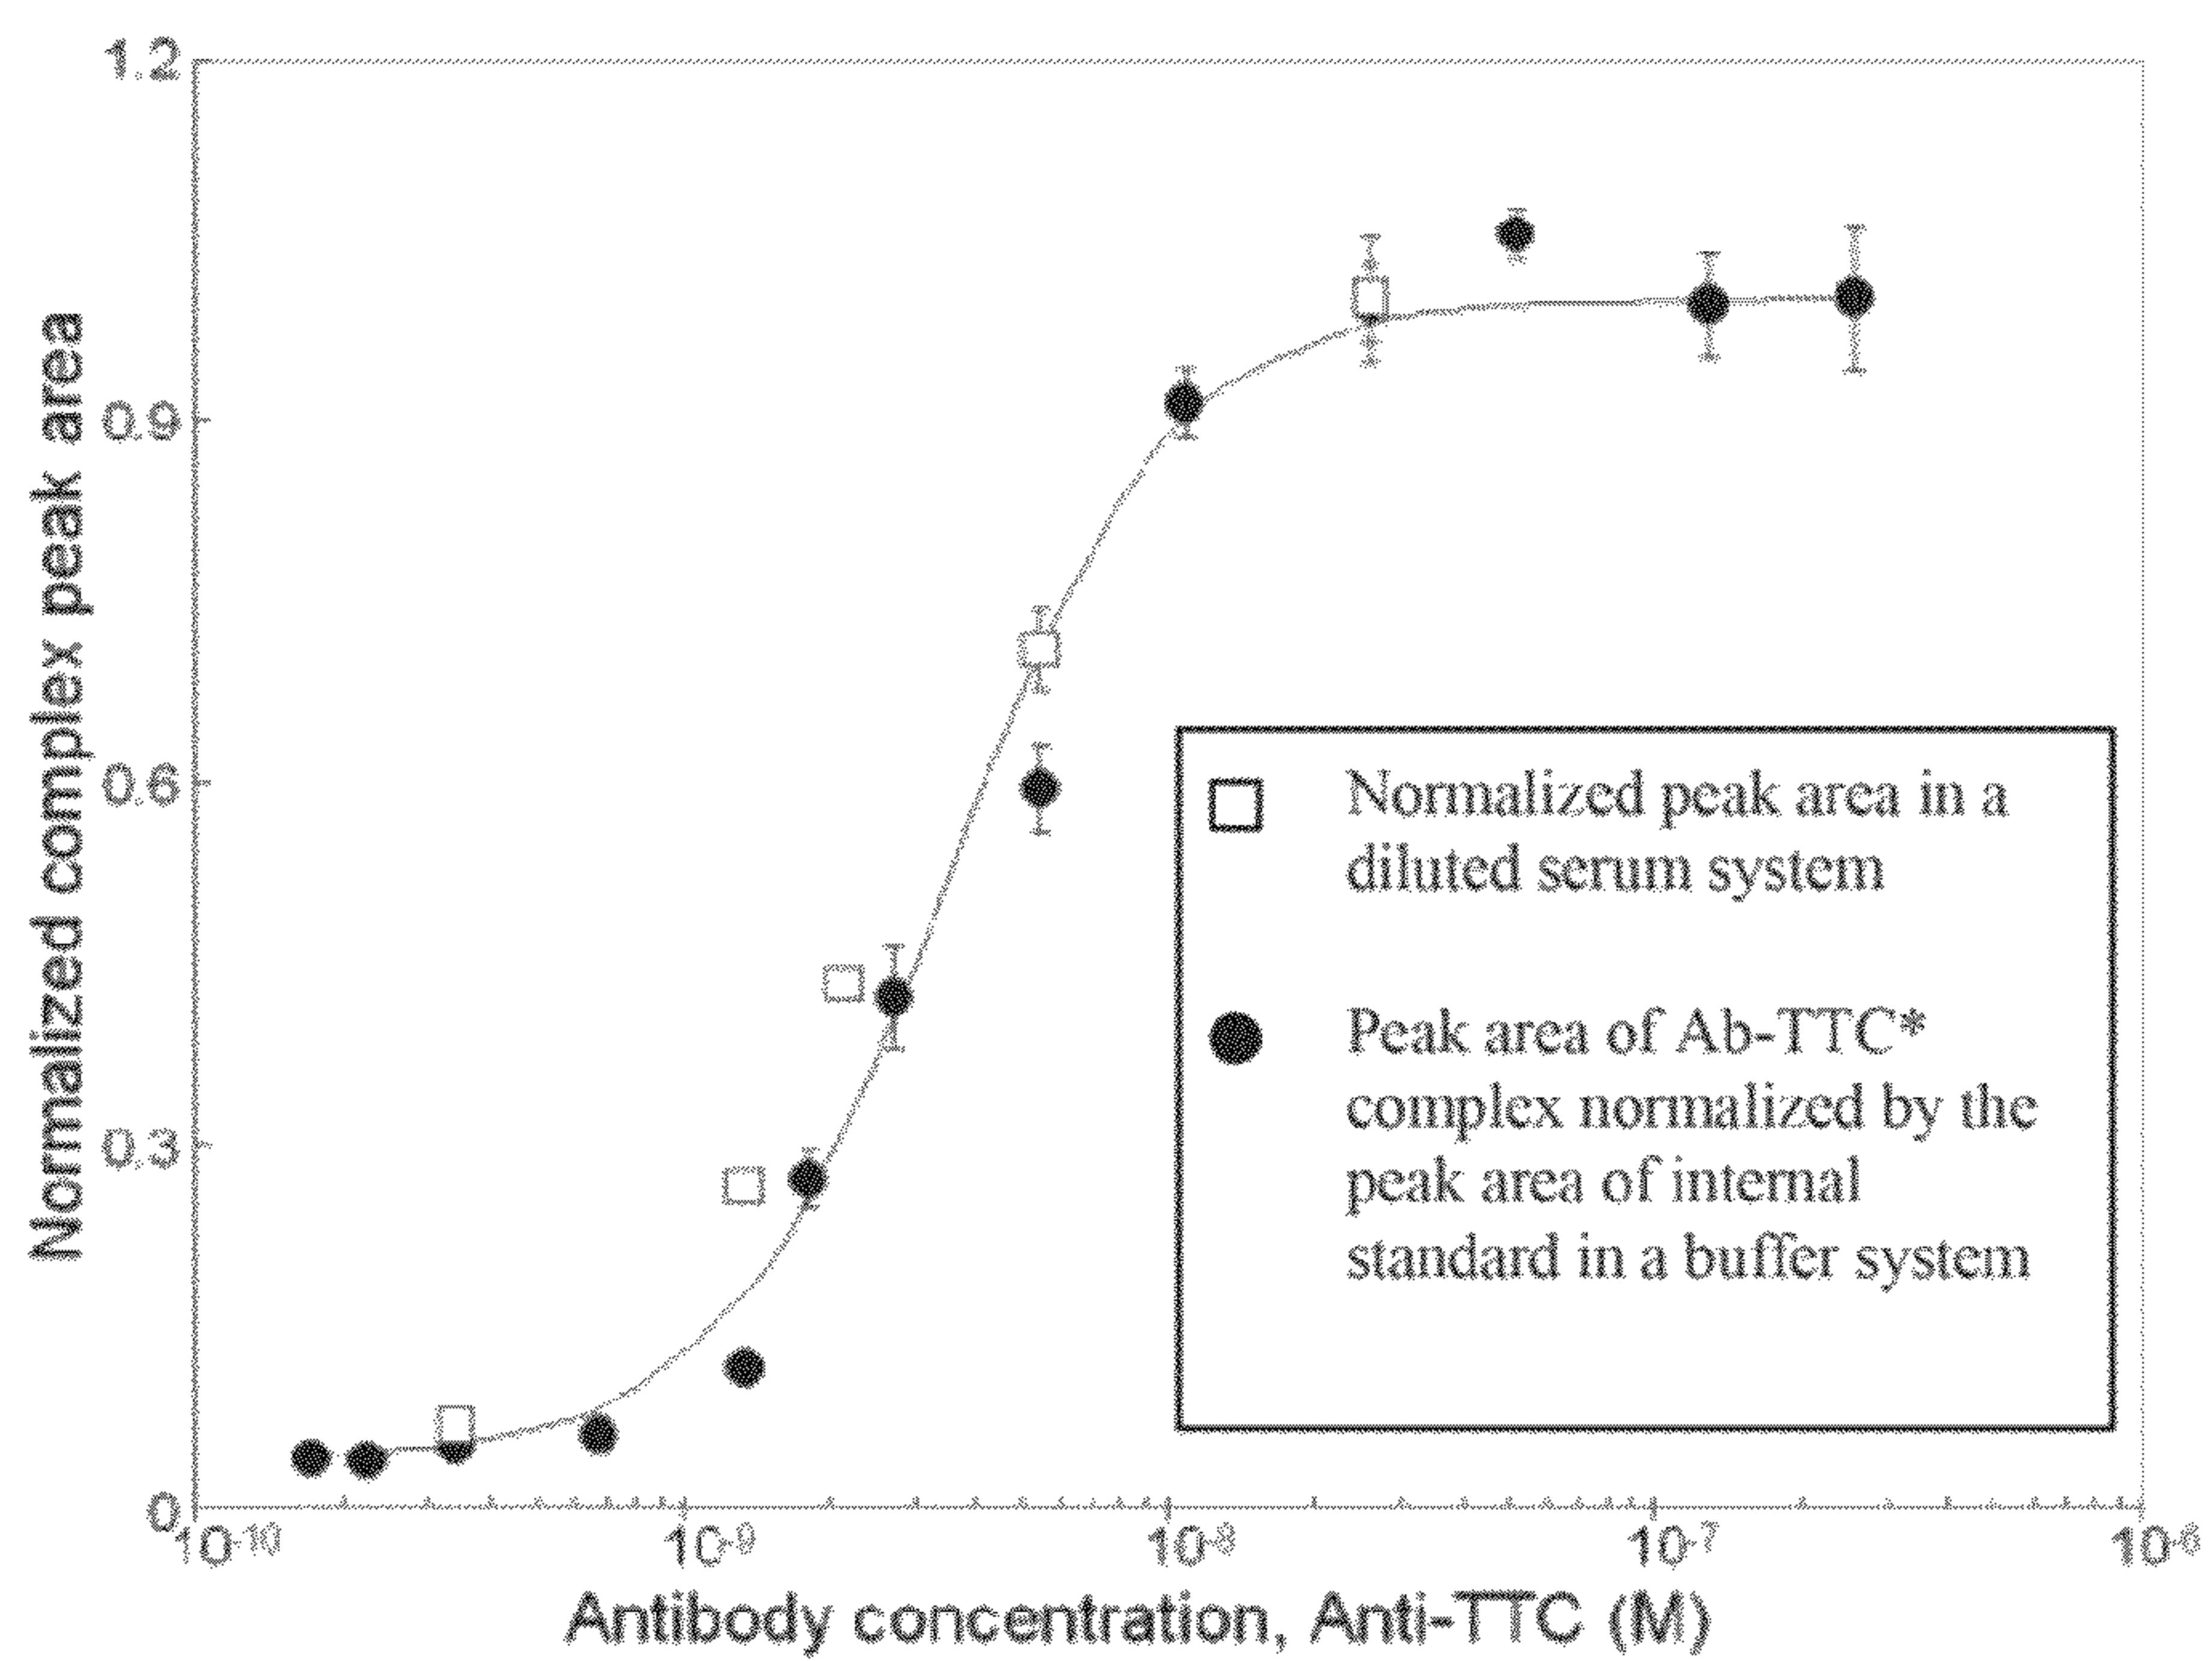 1.2
0.9
0.6
0.3
0
Normalized complex peak area
10-10
10-9
10-8
10-7
10-6
Antibody concentration, Anti-TTC (M)
Normalized peak area in a
diluted serum system
Peak area of Ab-TTC*
complex normalized by the
peak area of internal
standard in a buffer system